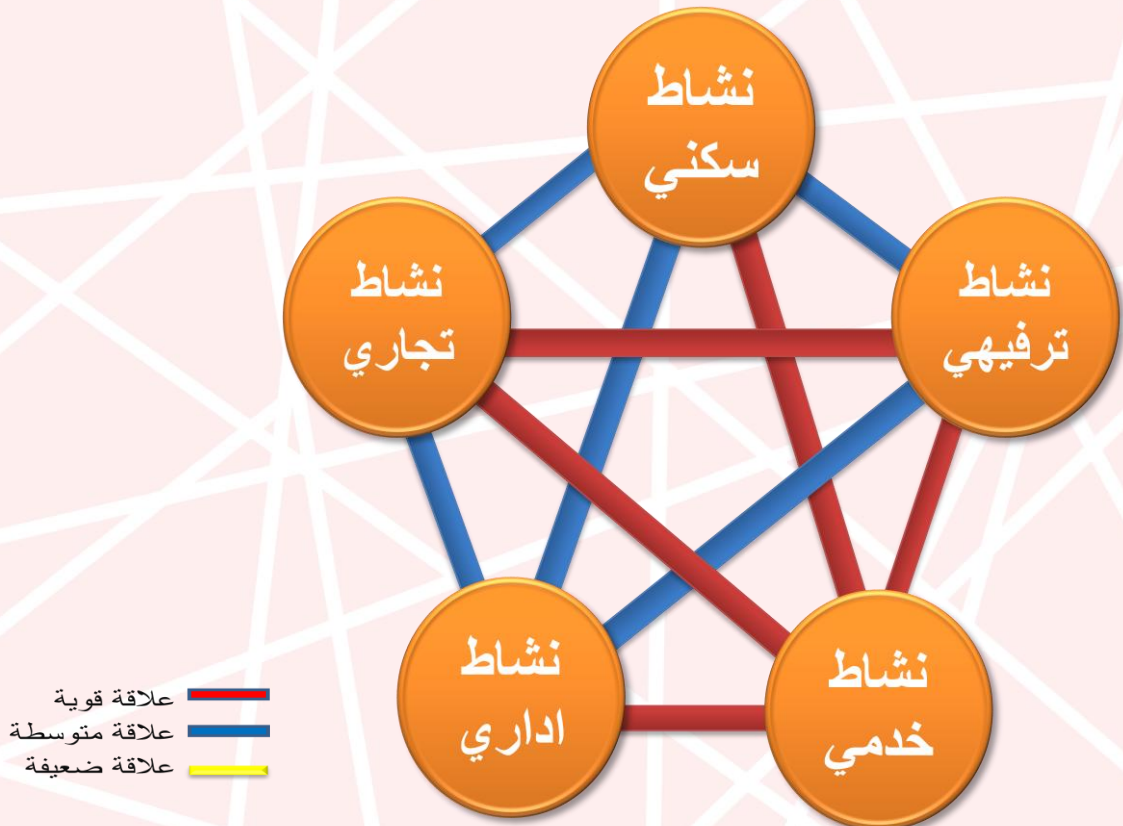 نشاط
سكني
نشاط
ترفيهي
نشاط
تجاري
نشاط
خدمي
نشاط
اداري
علاقة قوية
علاقة متوسطة
علاقة ضعيفة